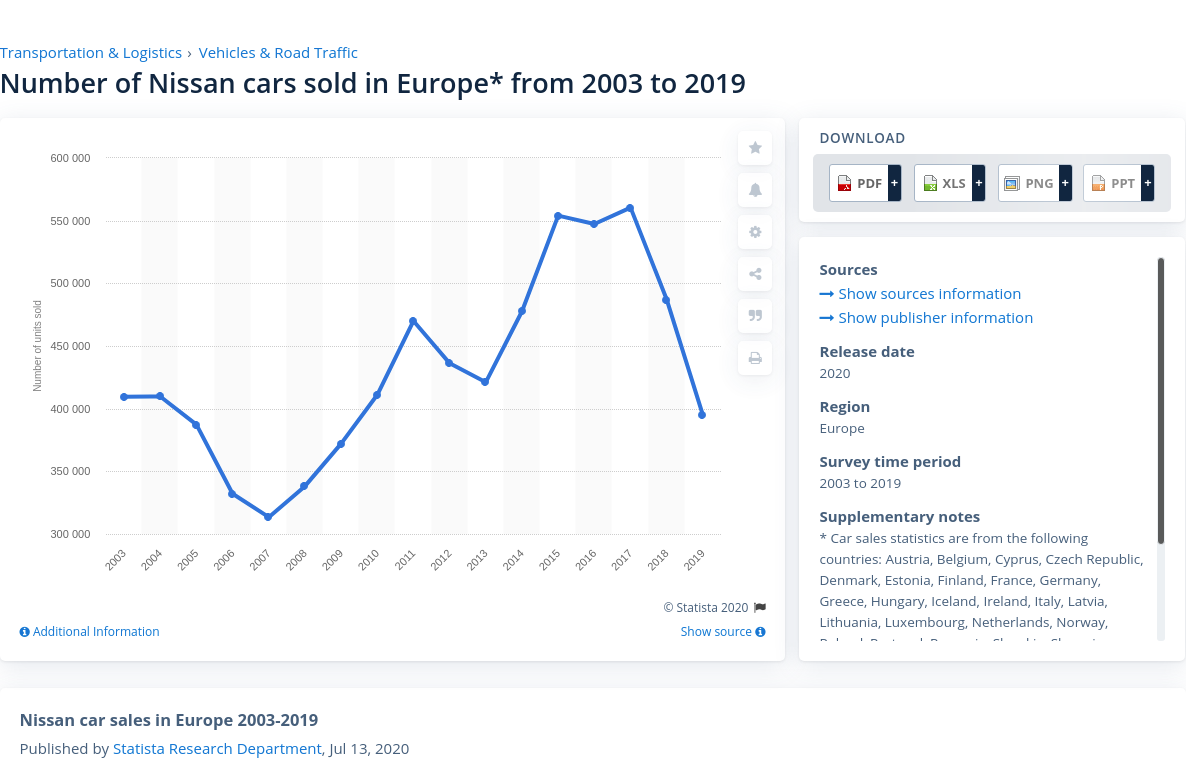 Transportation & Logistics › Vehicles & Road Traffic
Number of Nissan cars sold in Europe* from 2003 to 2019
600 000
550 000
500 000
450 000
400 000
350 000
300 000
Number of units sold
2003
2004
2005
2006
2007
2008
2009
2010
2011
2012
2013
2014
2015
2016
2017
2018
2019
© Statista 2020
Additional Information
Show source
DOWNLOAD
PDF +
XLS +
PNG +
PPT +
Sources
Show sources information
Show publisher information
Release date
2020
Region
Europe
Survey time period
2003 to 2019
Supplementary notes
* Car sales statistics are from the following
countries: Austria, Belgium, Cyprus, Czech Republic,
Denmark, Estonia, Finland, France, Germany,
Greece, Hungary, Iceland, Ireland, Italy, Latvia,
Lithuania, Luxembourg, Netherlands, Norway,
Nissan car sales in Europe 2003-2019
Published by Statista Research Department, Jul 13, 2020